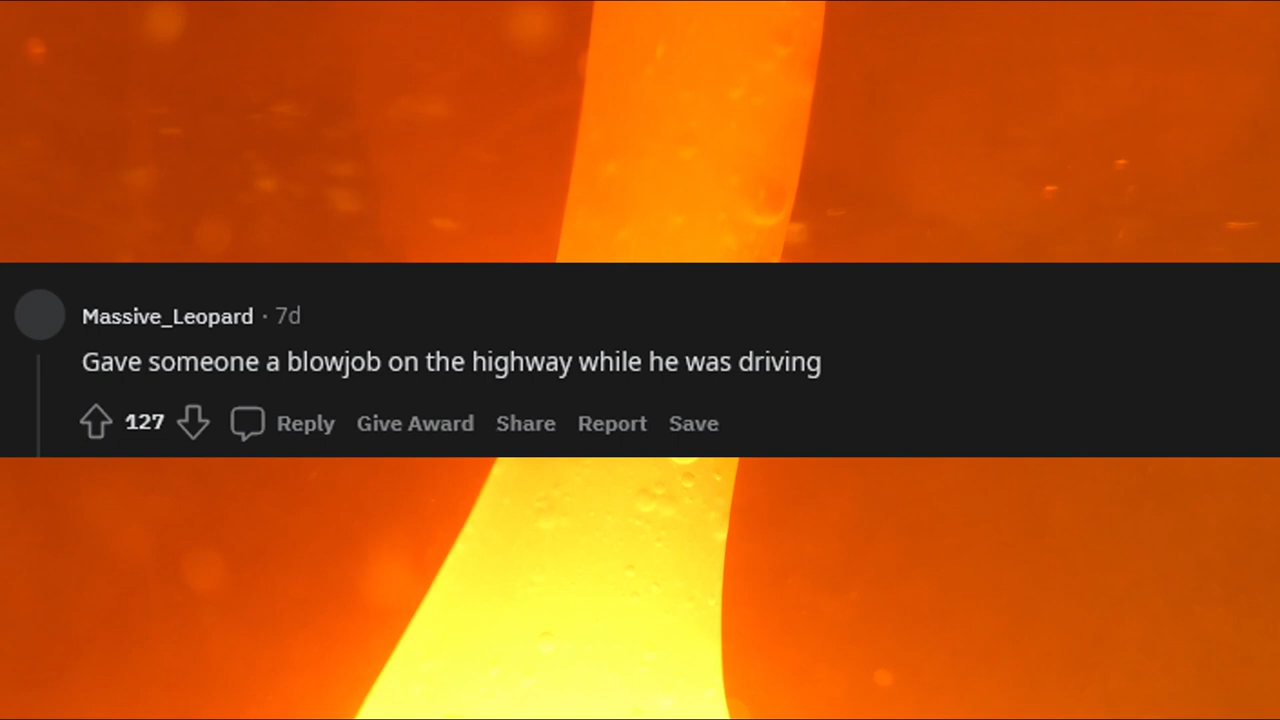 Massive_Leopard · 7d
Gave someone a blowjob on the highway while he was driving
127 Reply Give Award Share Report Save